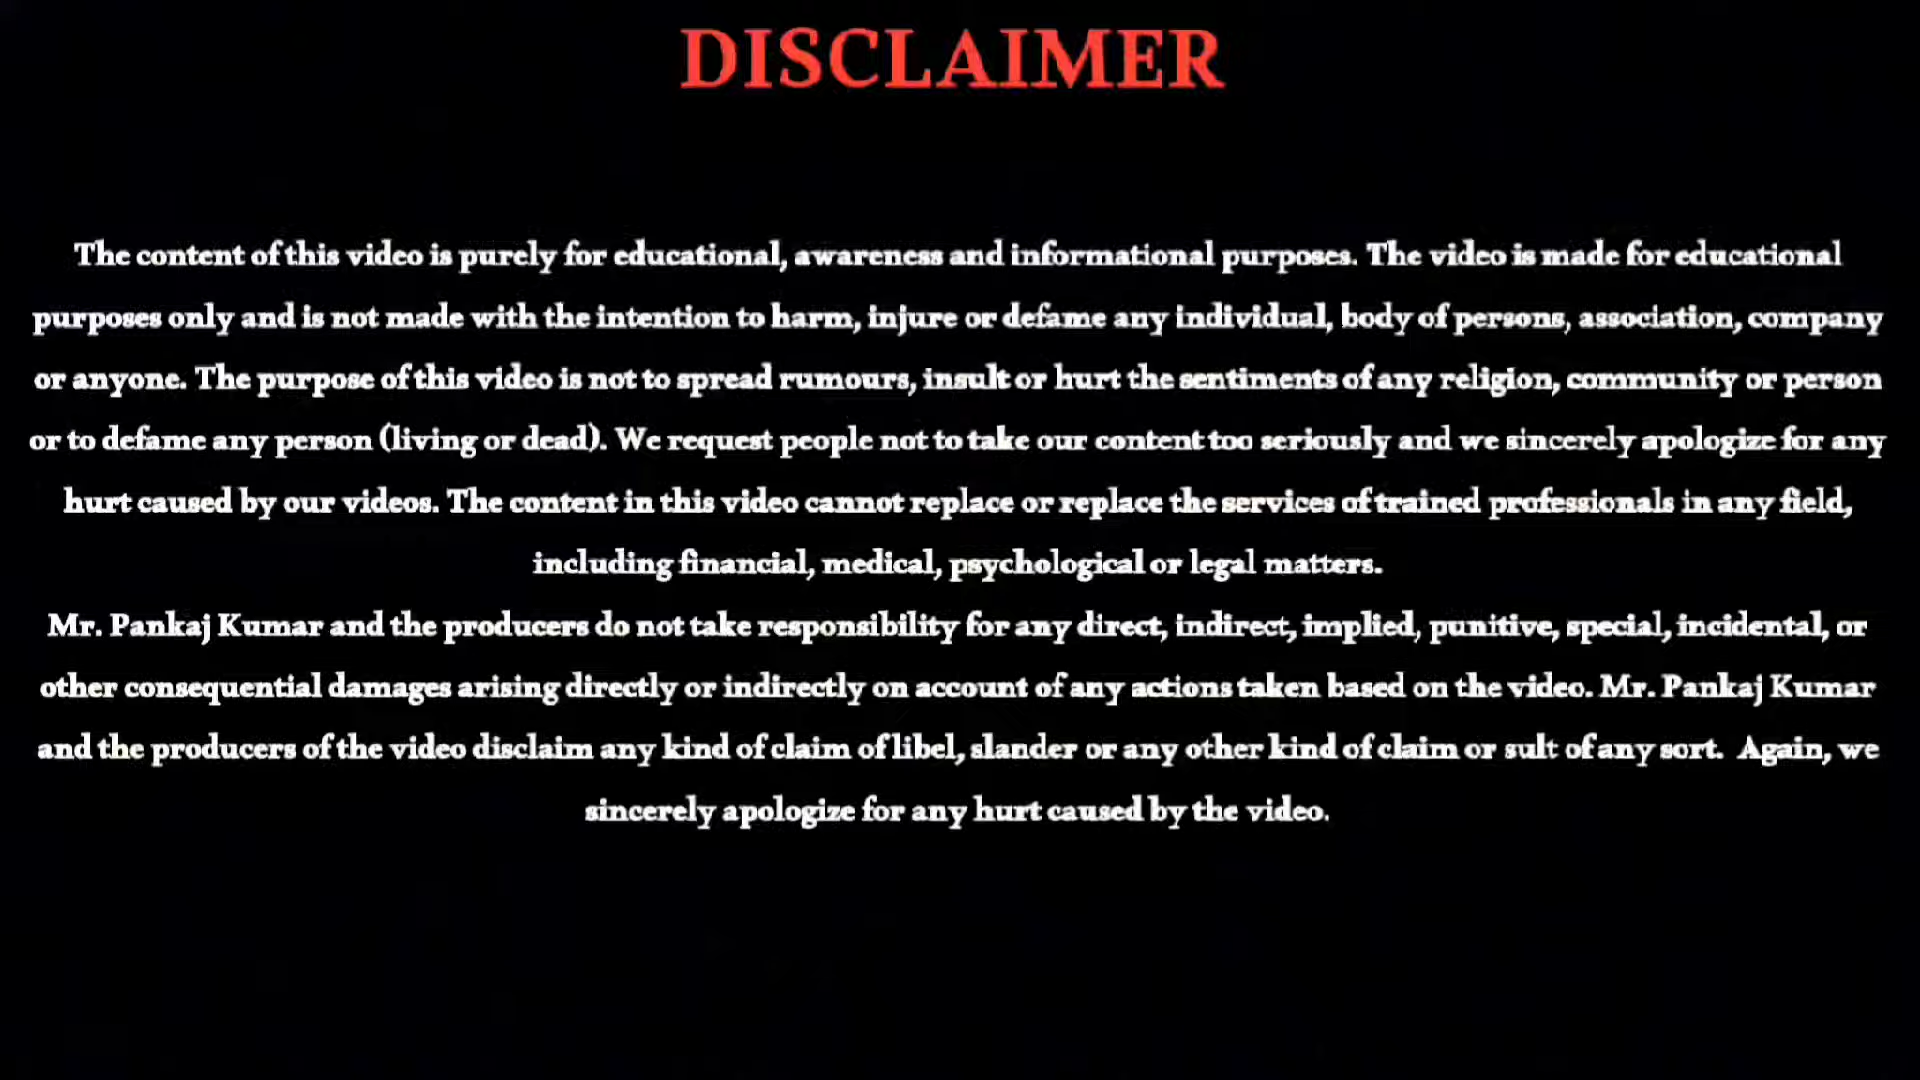 DISCLAIMER
The content of this video is purely for educational, awareness and informational purposes. The video is made for educational
purposes only and is not made with the intention to harm, injure or defame any individual, body of persons, association, company
or anyone. The purpose of this video is not to spread rumours, insult or hurt the sentiments of any religion, community or person
or to defame any person (living or dead). We request people not to take our content too seriously and we sincerely apologize for any
hurt caused by our videos. The content in this video cannot replace or replace the services of trained professionals in any field,
including financial, medical, psychological or legal matters.
Mr. Pankaj Kumar and the producers do not take responsibility for any direct, indirect, implied, punitive, special, incidental, or
other consequential damages arising directly or indirectly on account of any actions taken based on the video. Mr. Pankaj Kumar
and the producers of the video disclaim any kind of claim of libel, slander or any other kind of claim or suit of any sort. Again, we
sincerely apologize for any hurt caused by the video.